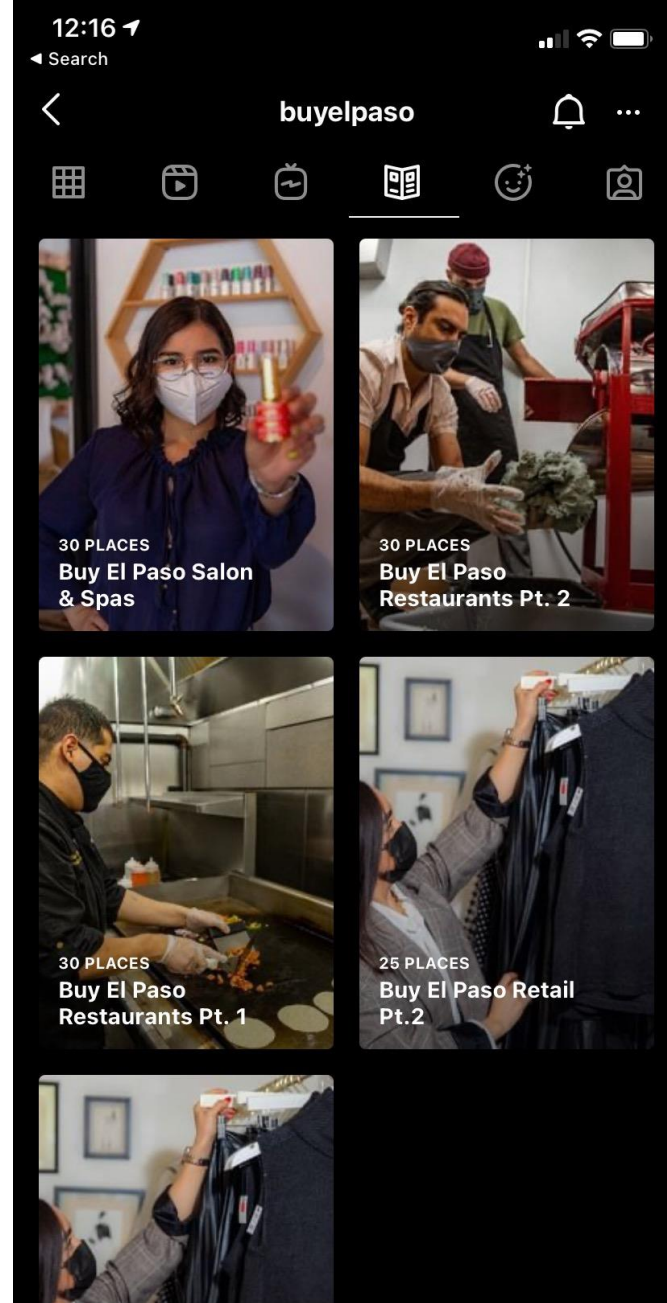 12:16
Search
buyelpaso
30 PLACES
Buy El Paso Salon
& Spas
30 PLACES
Buy El Paso
Restaurants Pt. 2
30 PLACES
Buy El Paso
Restaurants Pt. 1
25 PLACES
Buy El Paso Retail
Pt.2